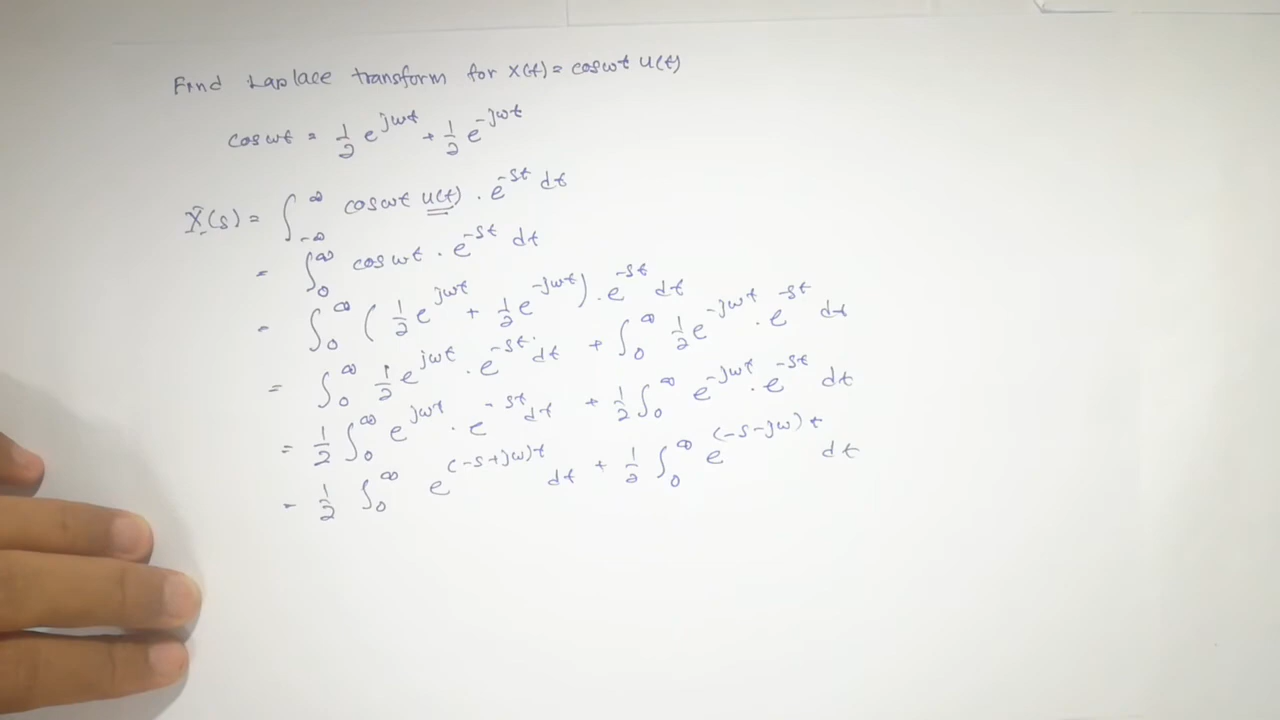 Find Laplace transform for x(t) = cosωt u(t)
cosωt = 1/2 e^{jωt} + 1/2 e^{-jωt}
X(s) = ∫_{-∞}^{∞} cosωt u(t) . e^{-st} dt
= ∫_0^∞ cosωt . e^{-st} dt
= ∫_0^∞ ( 1/2 e^{jωt} + 1/2 e^{-jωt} ) . e^{-st} dt
= ∫_0^∞ 1/2 e^{jωt} . e^{-st} dt + ∫_0^∞ 1/2 e^{-jωt} . e^{-st} dt
= 1/2 ∫_0^∞ e^{jωt} . e^{-st} dt + 1/2 ∫_0^∞ e^{-jωt} . e^{-st} dt
= 1/2 ∫_0^∞ e^{(-s+jω)t} dt + 1/2 ∫_0^∞ e^{(-s-jω)t} dt